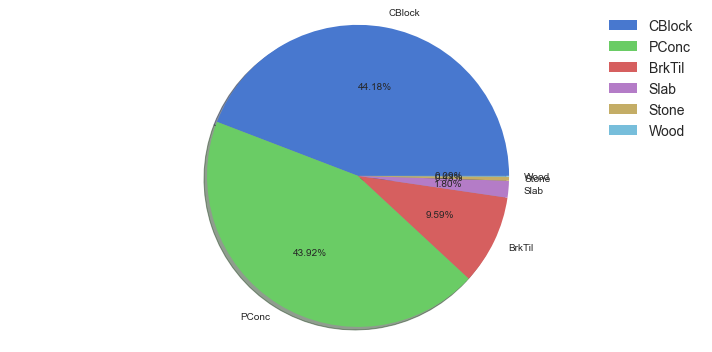 CBlock
44.18%
PConc
43.92%
BrkTil
9.59%
Slab
1.80%
Stone
Wood
CBlock
PConc
BrkTil
Slab
Stone
Wood